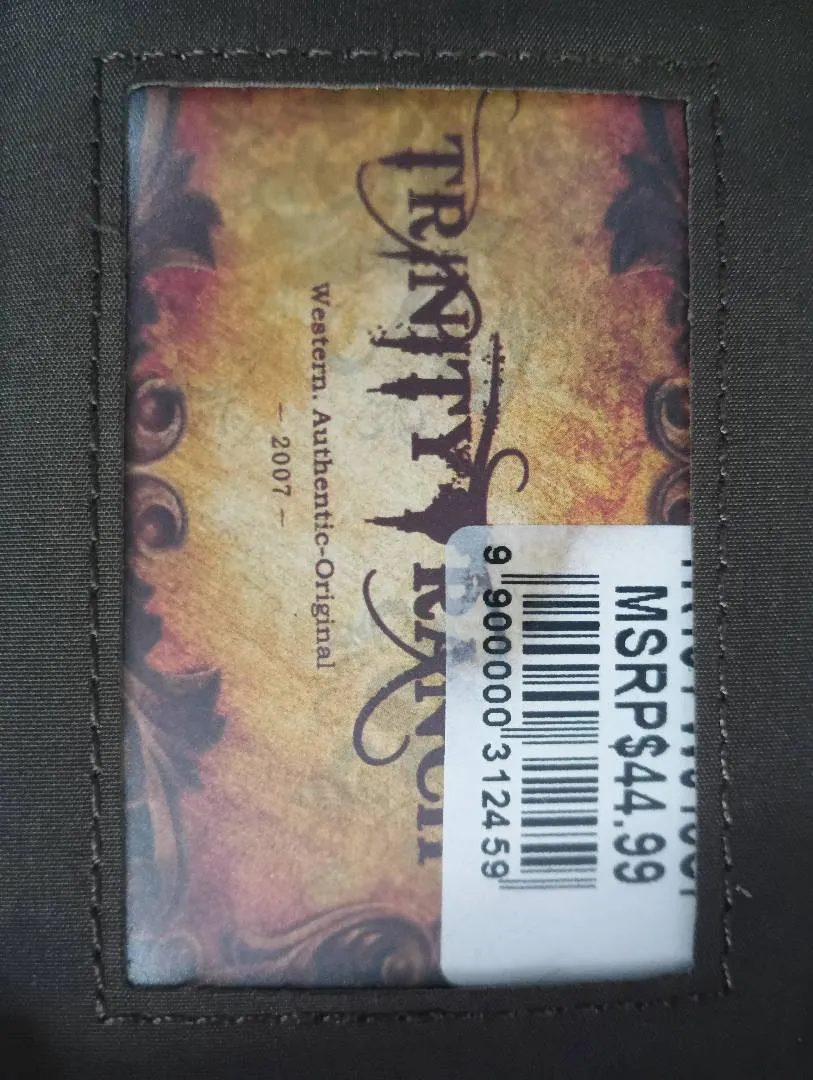 TRINITY RANCH
Western. Authentic-Original
– 2007 –
MSRP$44.99
9 900000 312459